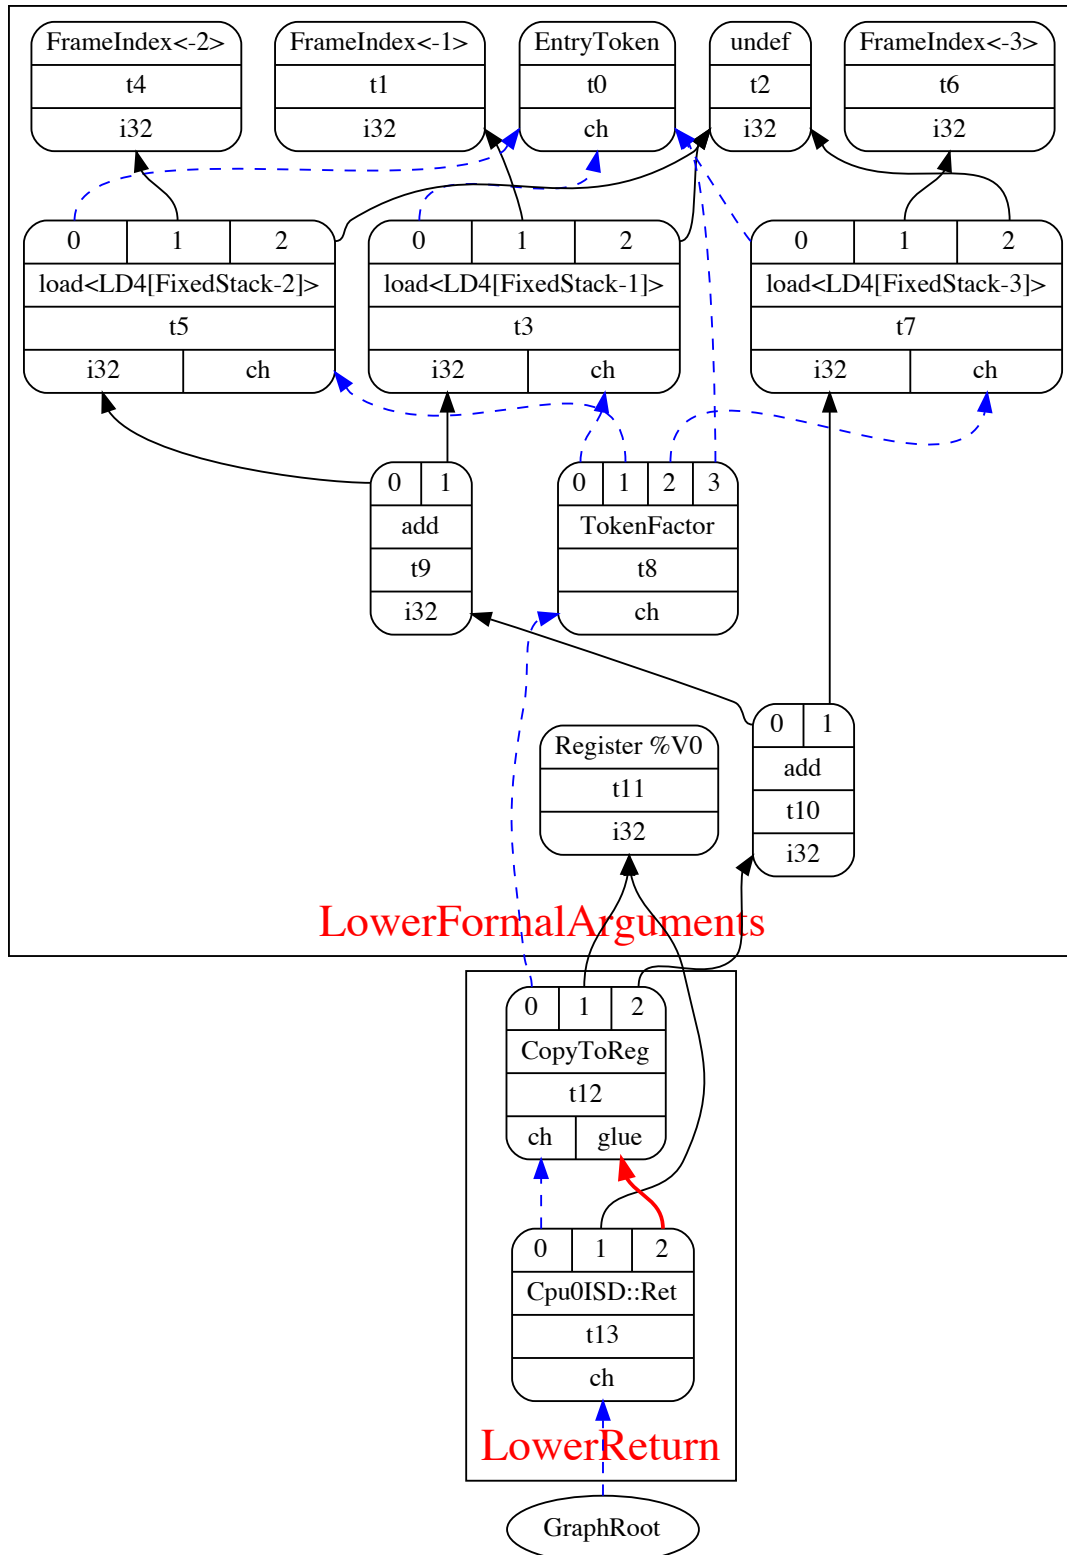 FrameIndex<-2>
t4
i32
FrameIndex<-1>
t1
i32
EntryToken
t0
ch
undef
t2
i32
FrameIndex<-3>
t6
i32
0 1 2
load<LD4[FixedStack-2]>
t5
i32 ch
0 1 2
load<LD4[FixedStack-1]>
t3
i32 ch
0 1 2
load<LD4[FixedStack-3]>
t7
i32 ch
0 1
add
t9
i32
0 1 2 3
TokenFactor
t8
ch
0 1
add
t10
i32
Register %V0
t11
i32
LowerFormalArguments
0 1 2
CopyToReg
t12
ch glue
0 1 2
Cpu0ISD::Ret
t13
ch
LowerReturn
GraphRoot